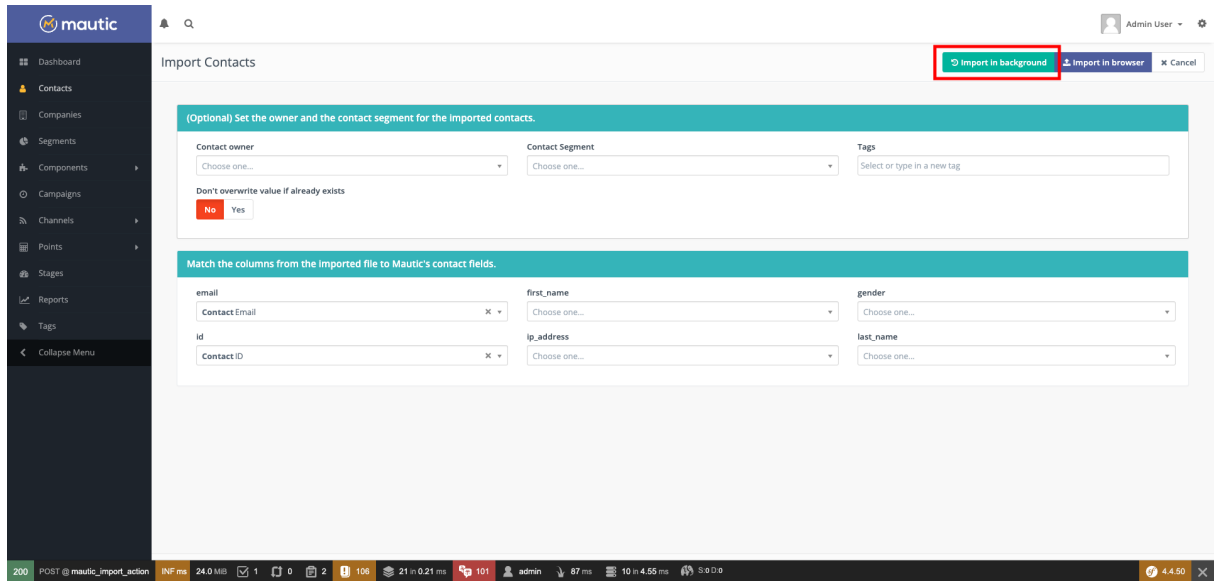 mautic
Admin User
Dashboard
Contacts
Companies
Segments
Components
Campaigns
Channels
Points
Stages
Reports
Tags
Collapse Menu
Import Contacts
Import in background
Import in browser
Cancel
(Optional) Set the owner and the contact segment for the imported contacts.
Contact owner
Contact Segment
Tags
Choose one...
Choose one...
Select or type in a new tag
Don't overwrite value if already exists
No Yes
Match the columns from the imported file to Mautic's contact fields.
email
first_name
gender
Contact Email
Choose one...
Choose one...
id
ip_address
last_name
Contact ID
Choose one...
Choose one...
200 POST @ mautic_import_action INF ms 24.0 MiB 1 0 2 106 21 in 0.21 ms 101 admin 87 ms 10 in 4.55 ms S:0 D:0 4.4.50